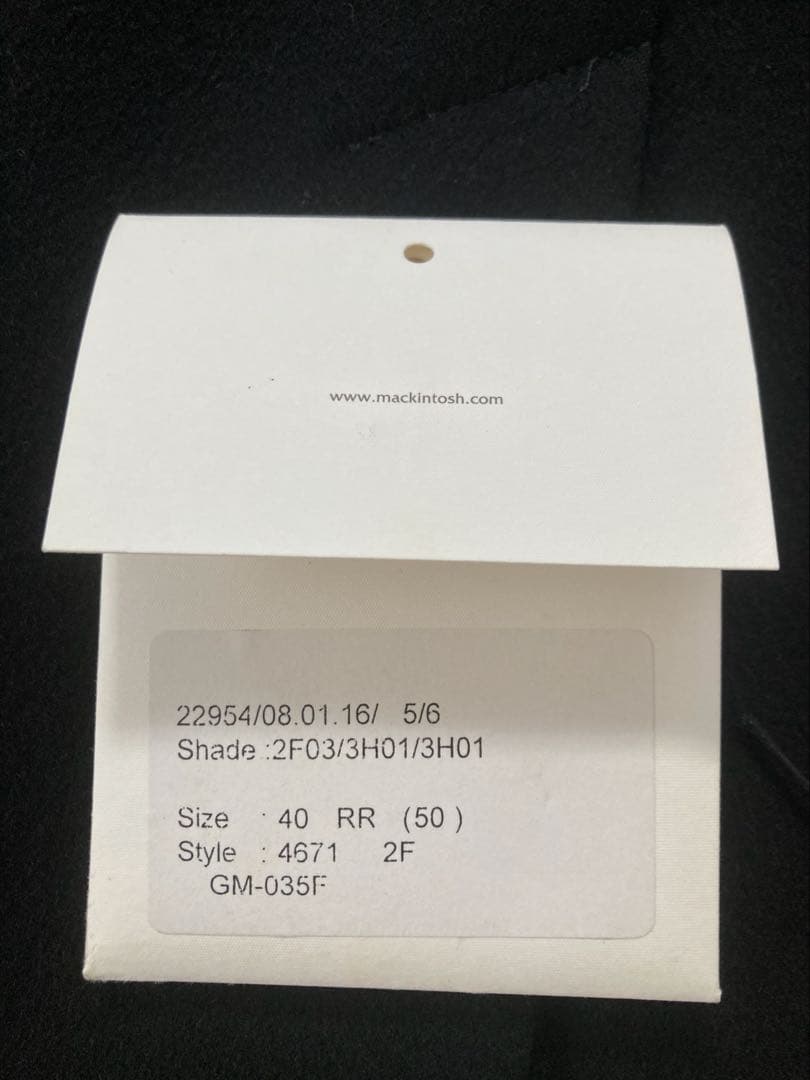 www.mackintosh.com
22954/08.01.16/ 5/6
Shade :2F03/3H01/3H01
Size : 40 RR (50 )
Style : 4671 2F
GM-035F